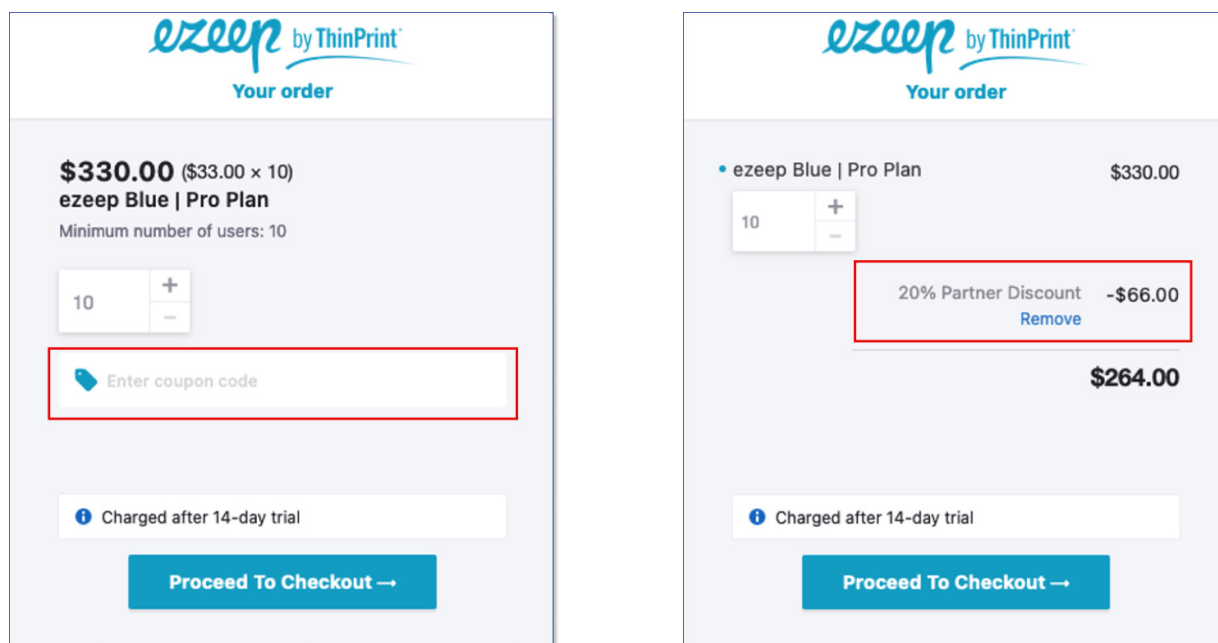 ezeep by ThinPrint®
Your order
$330.00 ($33.00 × 10)
ezeep Blue | Pro Plan
Minimum number of users: 10
10
+
−
Enter coupon code
Charged after 14-day trial
Proceed To Checkout →
ezeep by ThinPrint®
Your order
• ezeep Blue | Pro Plan $330.00
10
+
−
20% Partner Discount -$66.00
Remove
$264.00
Charged after 14-day trial
Proceed To Checkout →